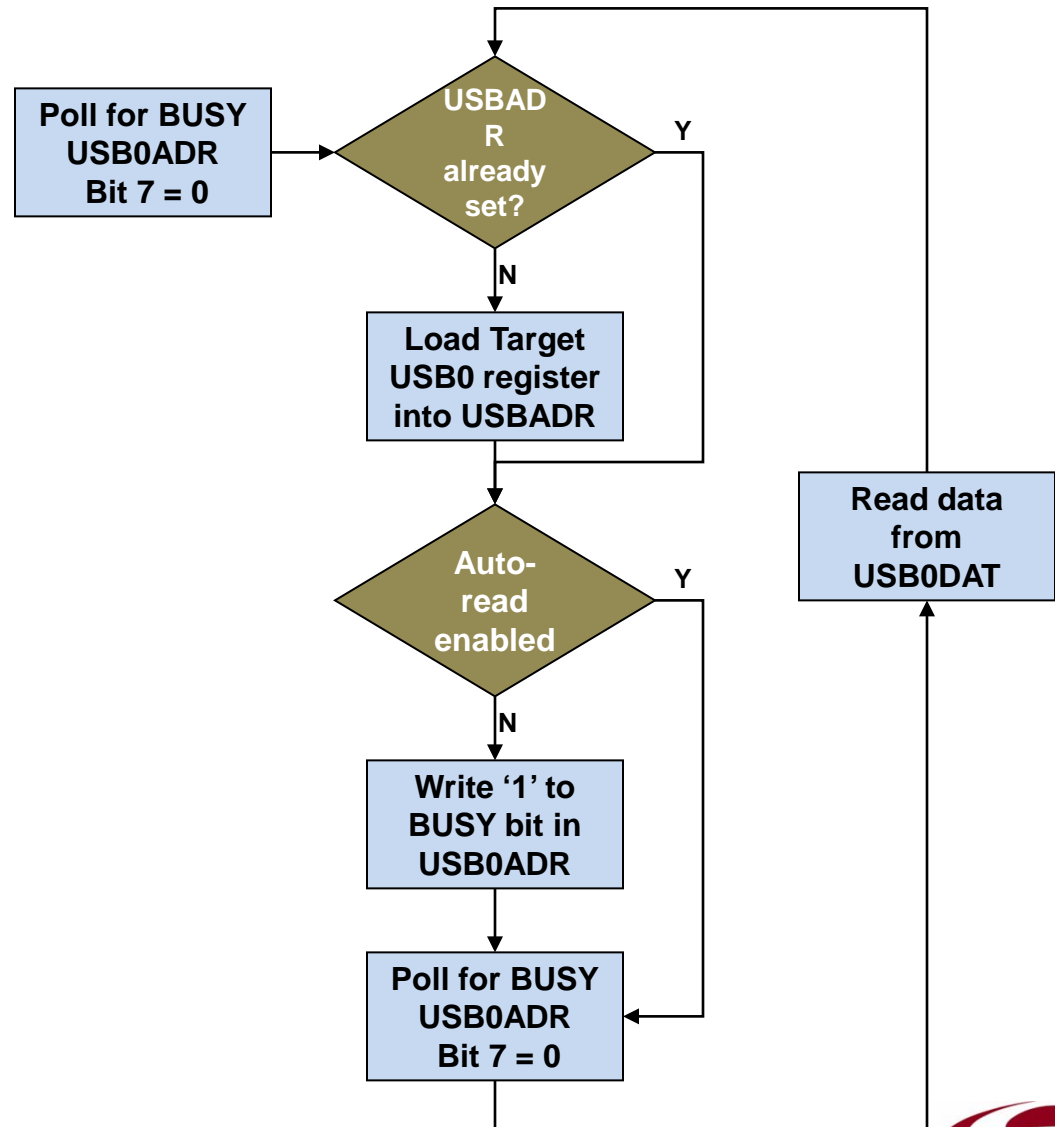 Poll for BUSY
USB0ADR
Bit 7 = 0
USBAD
R
already
set?
Y
N
Load Target
USB0 register
into USBADR
Auto-
read
enabled
Y
N
Write ‘1’ to
BUSY bit in
USB0ADR
Poll for BUSY
USB0ADR
Bit 7 = 0
Read data
from
USB0DAT